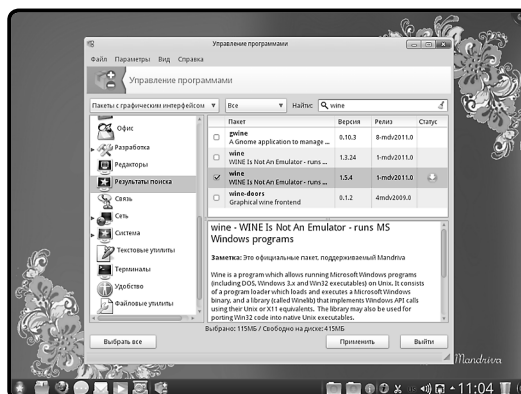 Управление программами
Файл Параметры Вид Справка
Управление программами
Пакеты с графическим интерфейсом Все Найти: wine
Пакет Версия Релиз Статус
gwine
A Gnome application to manage ... 0.10.3 8-mdv2011.0
wine
WINE Is Not An Emulator - runs ... 1.3.24 1-mdv2011.0
wine
WINE Is Not An Emulator - runs ... 1.5.4 1-mdv2011.0
wine-doors
Graphical wine frontend 0.1.2 4mdv2009.0
Офис
Разработка
Редакторы
Результаты поиска
Связь
Сеть
Система
Текстовые утилиты
Терминалы
Удобство
Файловые утилиты
wine - WINE Is Not An Emulator - runs MS
Windows programs
Заметка: Это официальные пакет, поддерживаемый Mandriva
Wine is a program which allows running Microsoft Windows programs
(including DOS, Windows 3.x and Win32 executables) on Unix. It consists
of a program loader which loads and executes a Microsoft Windows
binary, and a library (called Winelib) that implements Windows API calls
using their Unix or X11 equivalents. The library may also be used for
porting Win32 code into native Unix executables.
Выбрано: 115МБ / Свободно на диске: 415МБ
Выбрать все Применить Выйти
Mandriva
11:04